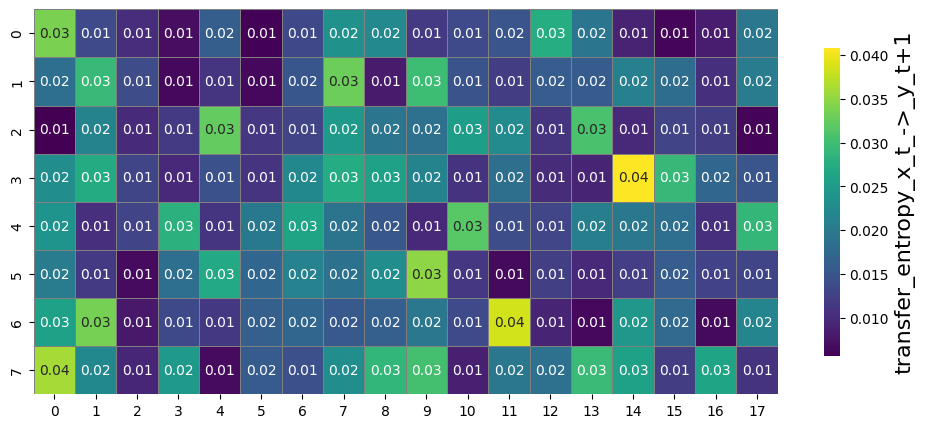 0 0.03 0.01 0.01 0.01 0.02 0.01 0.01 0.02 0.02 0.01 0.01 0.01 0.03 0.02 0.01 0.01 0.01 0.02
1 0.02 0.03 0.01 0.01 0.01 0.01 0.02 0.03 0.01 0.03 0.01 0.01 0.02 0.02 0.02 0.02 0.01 0.02
2 0.01 0.02 0.01 0.01 0.03 0.01 0.01 0.02 0.02 0.02 0.03 0.02 0.01 0.03 0.01 0.01 0.01 0.01
3 0.02 0.03 0.01 0.01 0.01 0.01 0.02 0.03 0.03 0.02 0.01 0.02 0.01 0.01 0.04 0.03 0.02 0.01
4 0.02 0.01 0.01 0.03 0.01 0.02 0.03 0.02 0.02 0.01 0.03 0.01 0.01 0.02 0.02 0.02 0.01 0.03
5 0.02 0.01 0.01 0.02 0.03 0.02 0.02 0.02 0.02 0.03 0.01 0.01 0.01 0.01 0.01 0.02 0.01 0.01
6 0.03 0.03 0.01 0.01 0.01 0.02 0.02 0.02 0.02 0.02 0.01 0.04 0.01 0.01 0.02 0.02 0.01 0.02
7 0.04 0.02 0.01 0.02 0.01 0.02 0.01 0.02 0.03 0.03 0.01 0.02 0.02 0.03 0.03 0.01 0.03 0.01
0 1 2 3 4 5 6 7 8 9 10 11 12 13 14 15 16 17
0.040
0.035
0.030
0.025
0.020
0.015
0.010
transfer_entropy_x_t_->_y_t+1